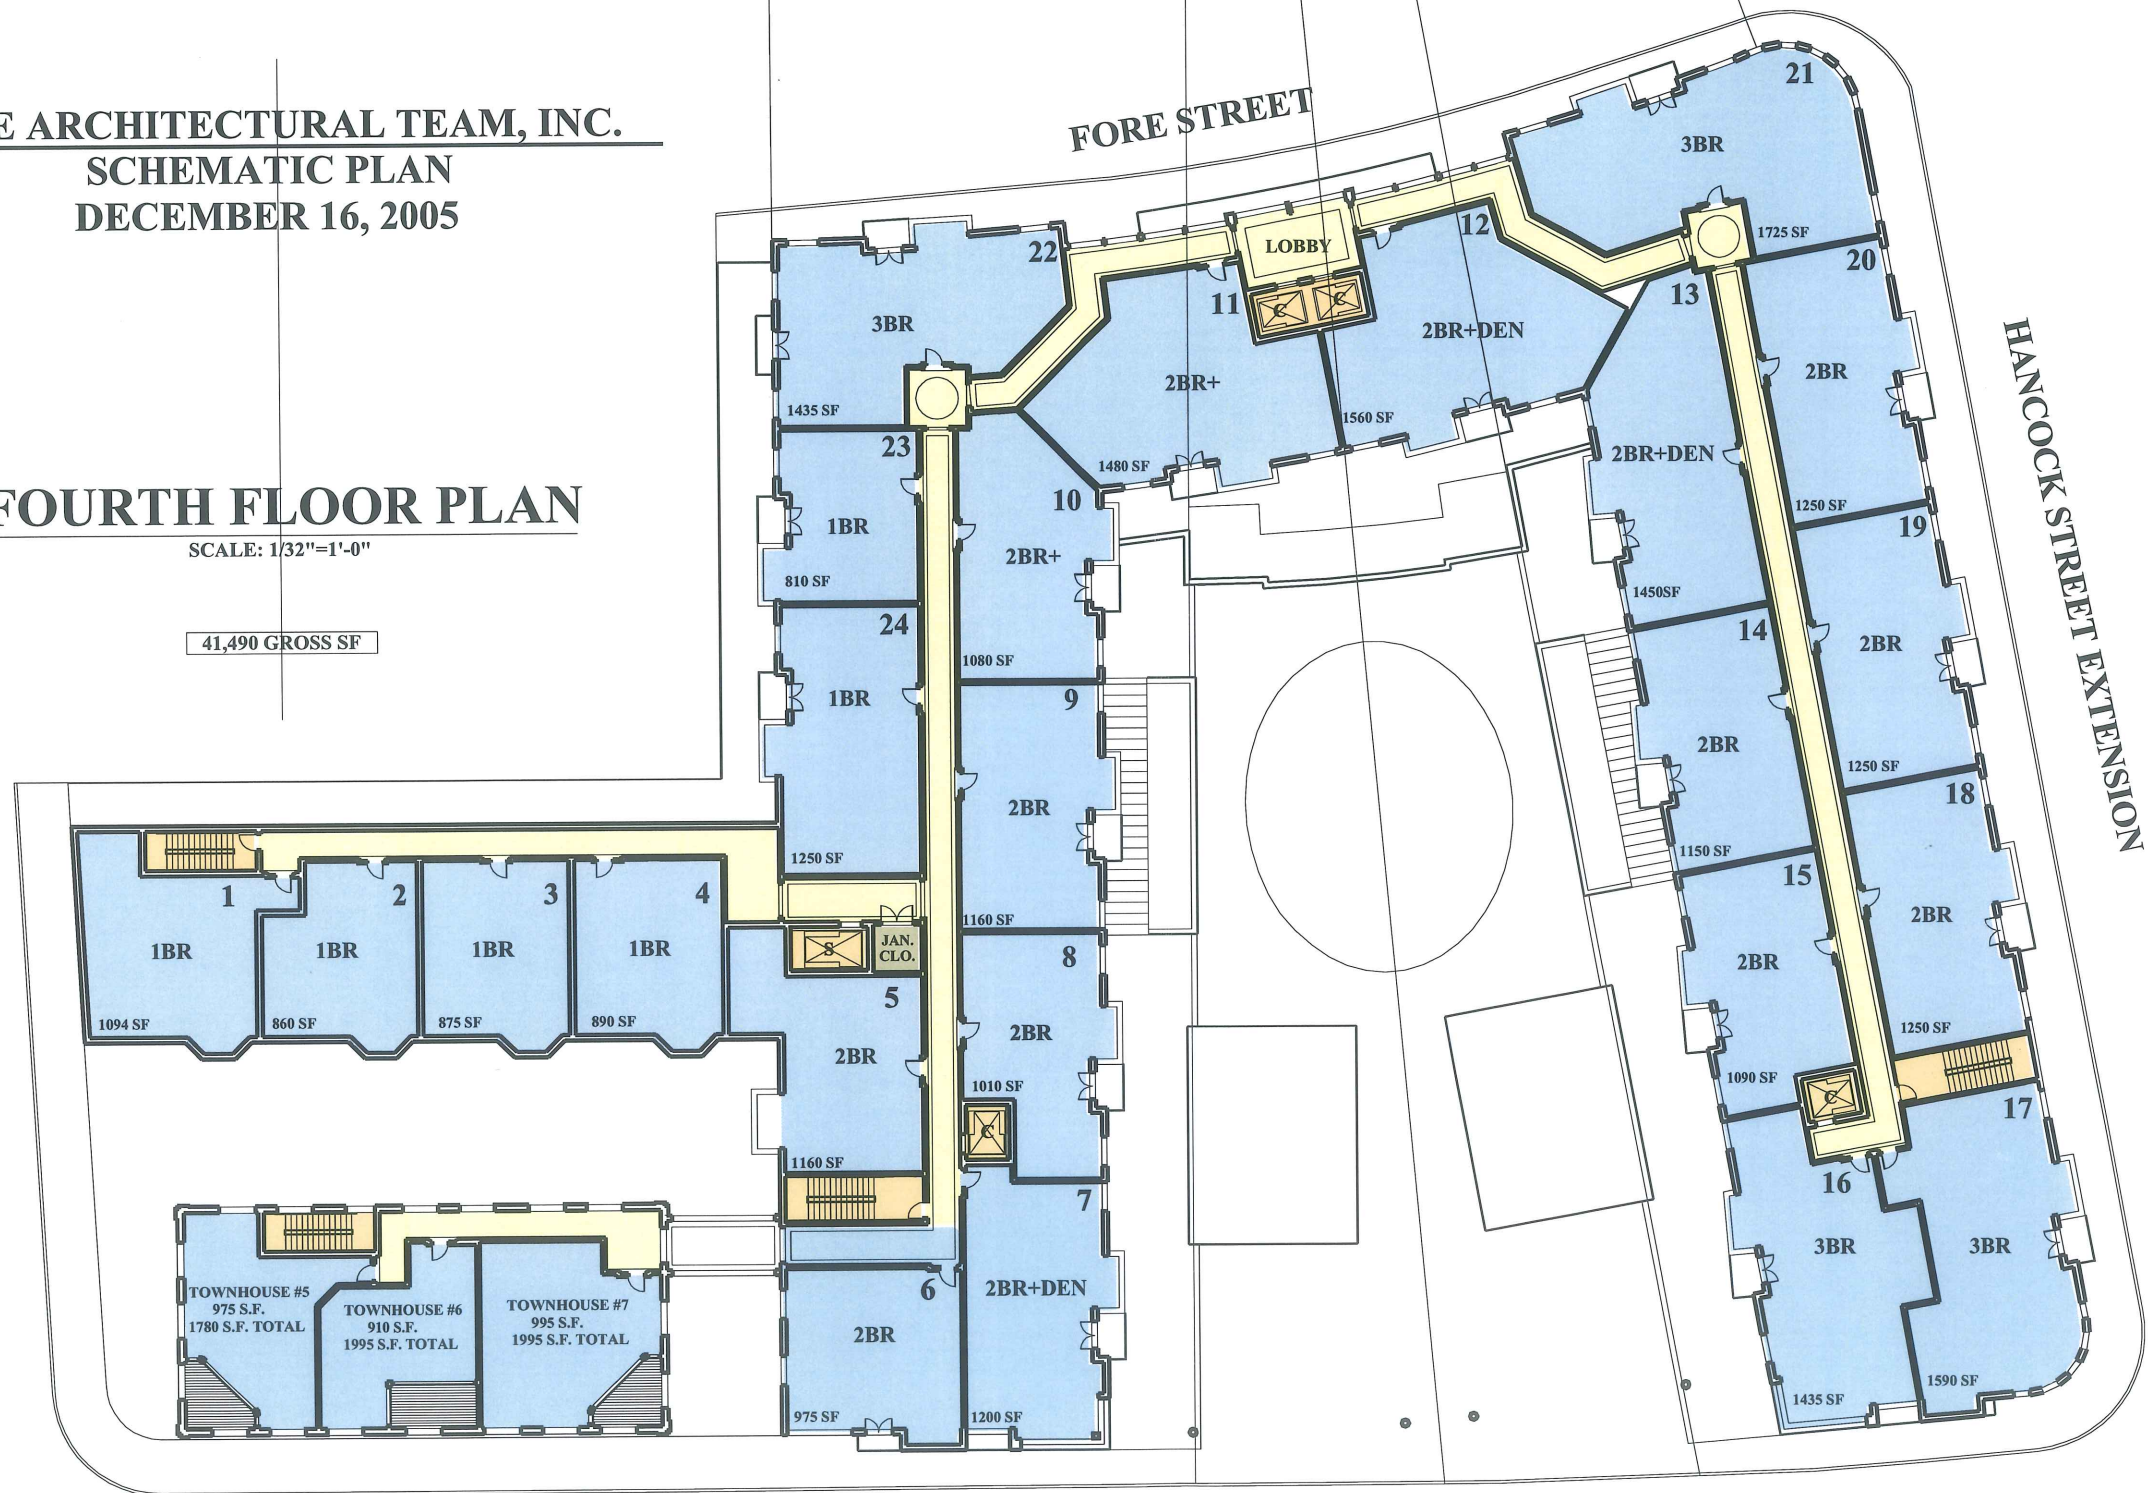 E ARCHITECTURAL TEAM, INC.
SCHEMATIC PLAN
DECEMBER 16, 2005
FOURTH FLOOR PLAN
SCALE: 1/32"=1'-0"
41,490 GROSS SF
FORE STREET
HANCOCK STREET EXTENSION
LOBBY
C
C
21
3BR
1725 SF
22
3BR
1435 SF
11
2BR+
1480 SF
12
2BR+DEN
1560 SF
13
2BR+DEN
1450SF
20
2BR
1250 SF
23
1BR
810 SF
10
2BR+
1080 SF
19
2BR
1250 SF
24
1BR
1250 SF
9
2BR
1160 SF
14
2BR
1150 SF
18
2BR
1250 SF
1
1BR
1094 SF
2
1BR
860 SF
3
1BR
875 SF
4
1BR
890 SF
S
JAN.
CLO.
5
2BR
1160 SF
8
2BR
1010 SF
C
15
2BR
1090 SF
C
17
3BR
1590 SF
16
3BR
1435 SF
7
2BR+DEN
1200 SF
6
2BR
975 SF
TOWNHOUSE #5
975 S.F.
1780 S.F. TOTAL
TOWNHOUSE #6
910 S.F.
1995 S.F. TOTAL
TOWNHOUSE #7
995 S.F.
1995 S.F. TOTAL